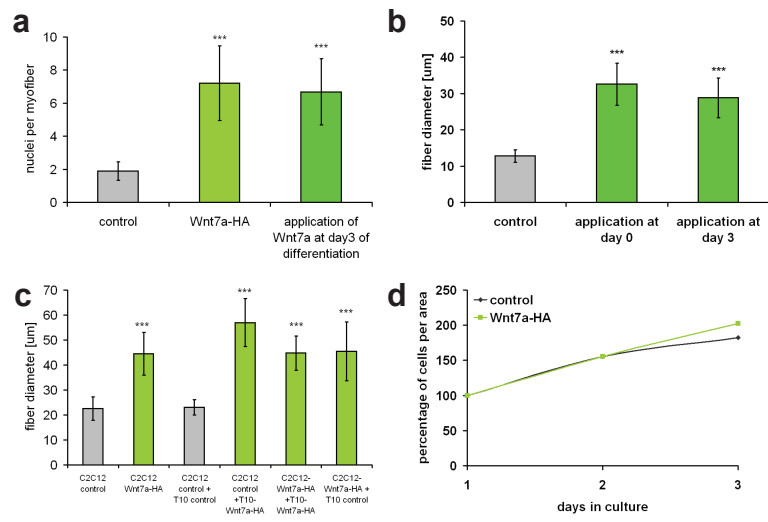 a
nuclei per myofiber
10
8
6
4
2
0
***
***
control
Wnt7a-HA
application of
Wnt7a at day3 of
differentiation
b
fiber diameter [um]
50
40
30
20
10
0
***
***
control
application at
day 0
application at
day 3
c
fiber diameter [um]
70
60
50
40
30
20
10
0
***
***
***
***
C2C12
control
C2C12
Wnt7a-HA
C2C12
control +
T10 control
C2C12
control
+T10-
Wnt7a-HA
C2C12-
Wnt7a-HA
+T10-
Wnt7a-HA
C2C12-
Wnt7a-HA +
T10 control
d
percentage of cells per area
250
200
150
100
50
0
control
Wnt7a-HA
1
2
3
days in culture